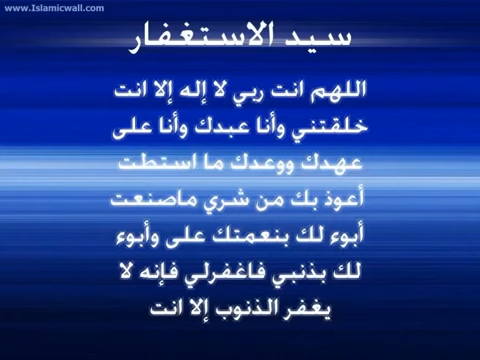 www.Islamicwall.com
سيد الاستغفار
اللهم انت ربي لا إله إلا انت
خلقتني وأنا عبدك وأنا على
عهدك ووعدك ما استطت
أعوذ بك من شري ماصنعت
أبوء لك بنعمتك على وأبوء
لك بذنبي فاغفرلي فإنه لا
يغفر الذنوب إلا انت